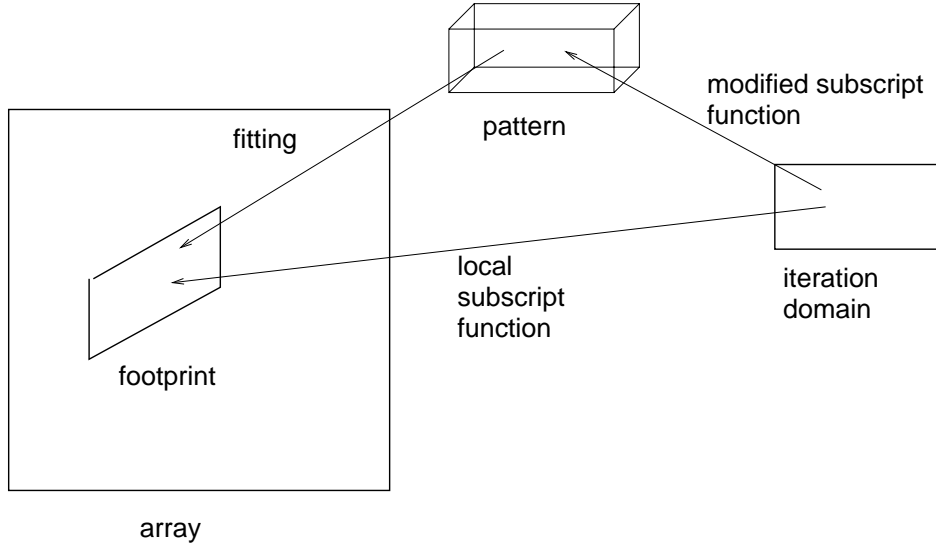 modified subscript
function
pattern
fitting
local
subscript
function
iteration
domain
footprint
array